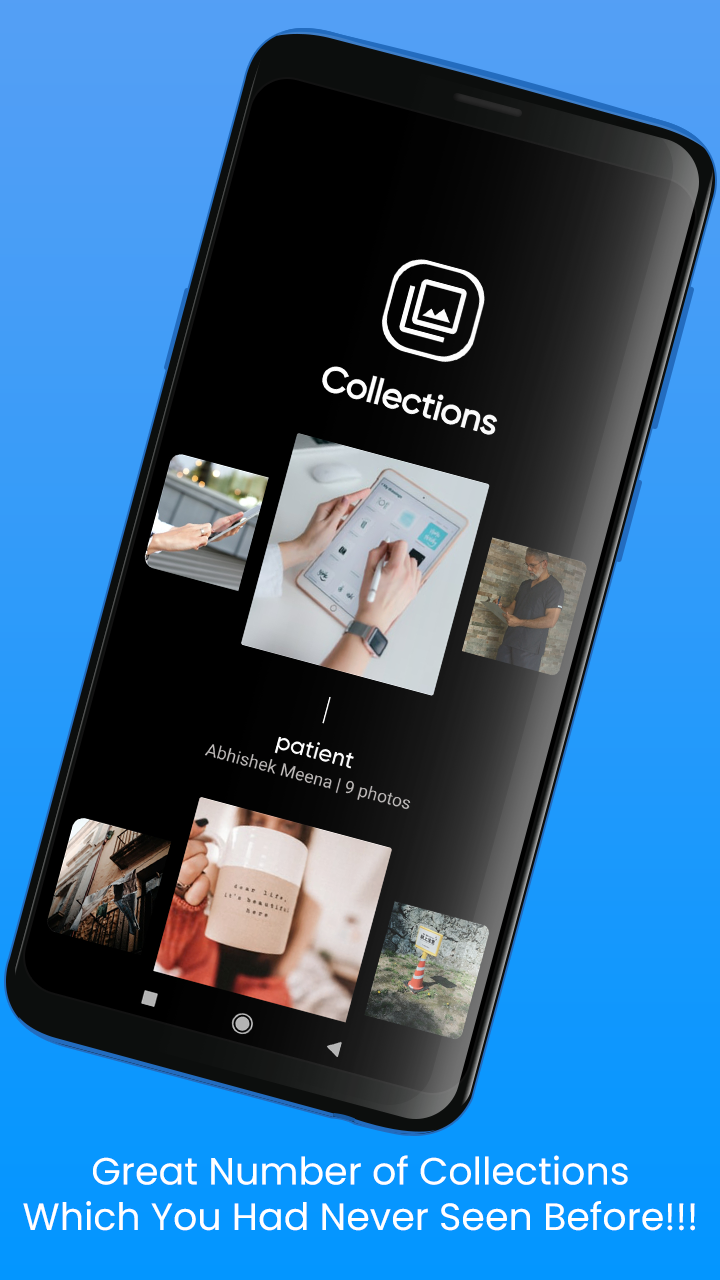 Collections
patient
Abhishek Meena | 9 photos
dear life,
it's beautiful
here
Great Number of Collections
Which You Had Never Seen Before!!!